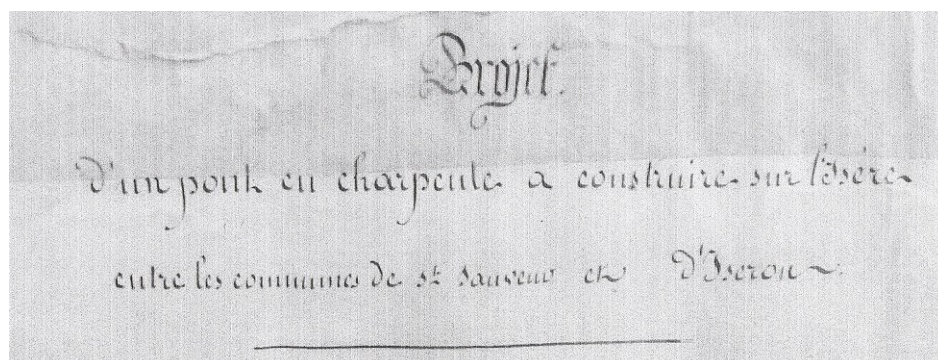 Projet.
d'un pont en charpente a construire sur l'Isère
entre les communes de st Sauveur et d'Iseron